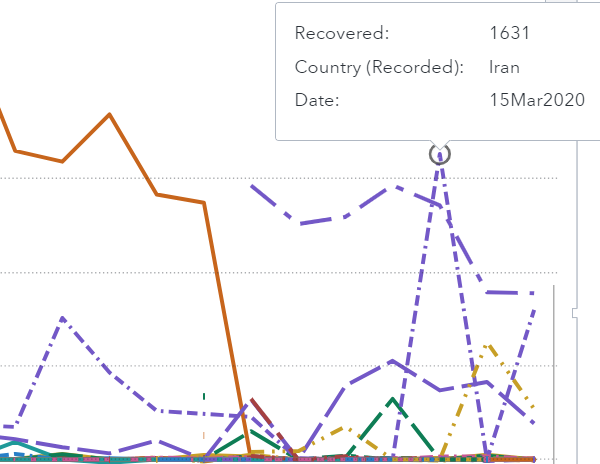 Recovered: 1631
Country (Recorded): Iran
Date: 15Mar2020